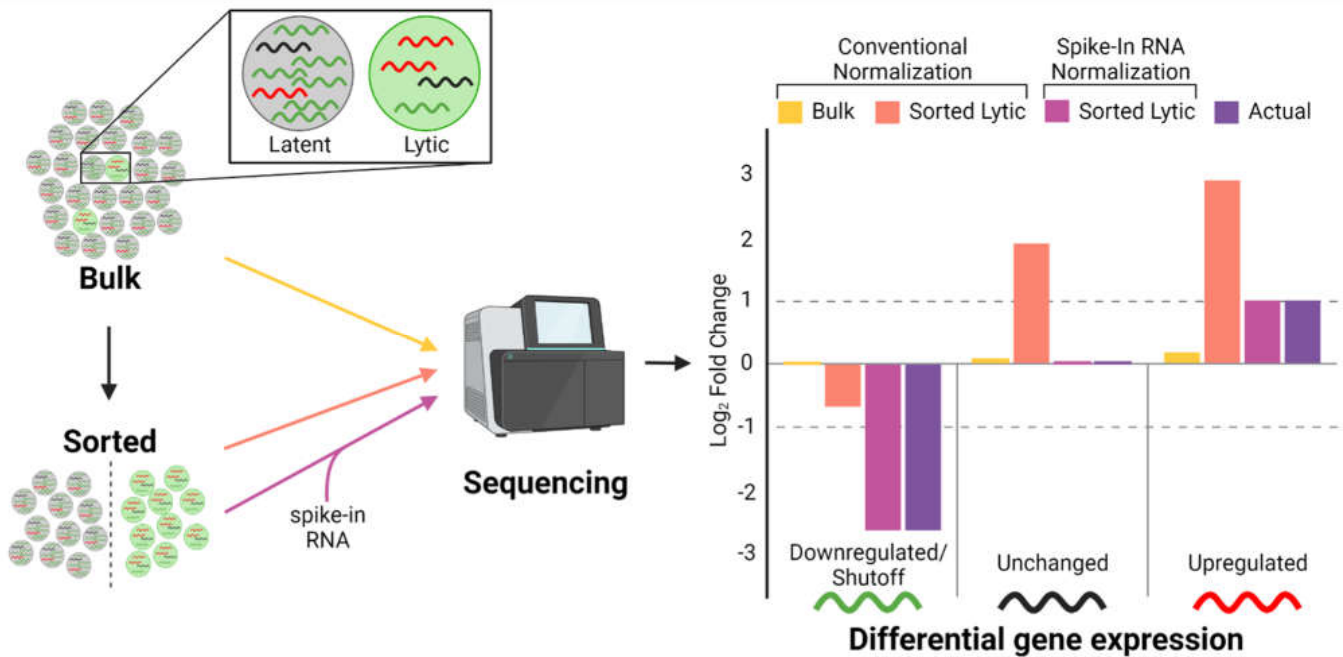 Latent
Lytic
Bulk
Sorted
spike-in
RNA
Sequencing
Conventional
Normalization
Spike-In RNA
Normalization
Bulk
Sorted Lytic
Sorted Lytic
Actual
Log₂ Fold Change
3
2
1
0
-1
-2
-3
Downregulated/
Shutoff
Unchanged
Upregulated
Differential gene expression